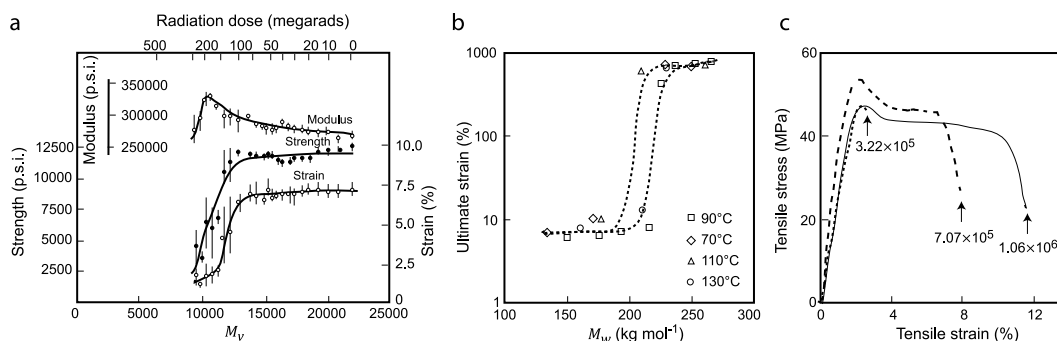 a
Radiation dose (megarads)
500 200 100 50 20 10 0
Modulus (p.s.i.)
350000
300000
250000
Modulus
Strength
Strain
Strength (p.s.i.)
12500
10000
7500
5000
2500
10.0
7.5
5.0
2.5
0
Strain (%)
5000 10000 15000 20000 25000
Mv
b
Ultimate strain (%)
1000
100
10
1
90°C
70°C
110°C
130°C
100 150 200 250 300
Mw (kg mol-1)
c
Tensile stress (MPa)
60
40
20
0
3.22×10⁵
7.07×10⁵
1.06×10⁶
0 4 8 12
Tensile strain (%)